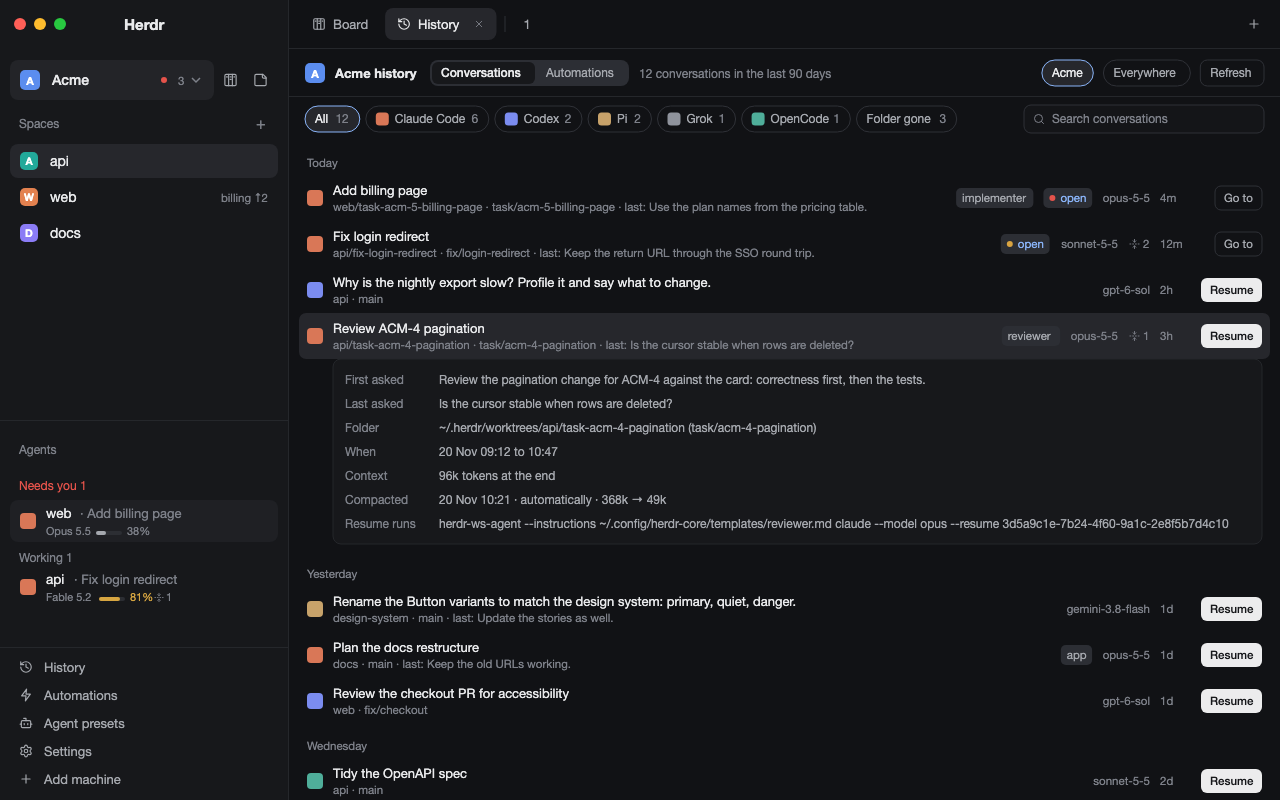 Herdr
Board
History
1
A Acme 3
A Acme history Conversations Automations 12 conversations in the last 90 days Acme Everywhere Refresh
Spaces
All 12 Claude Code 6 Codex 2 Pi 2 Grok 1 OpenCode 1 Folder gone 3 Search conversations
A api
W web billing ↑2
D docs
Agents
Needs you 1
web · Add billing page
Opus 5.5 38%
Working 1
api · Fix login redirect
Fable 5.2 81% 1
History
Automations
Agent presets
Settings
Add machine
Today
Add billing page
web/task-acm-5-billing-page · task/acm-5-billing-page · last: Use the plan names from the pricing table.
implementer open opus-5-5 4m Go to
Fix login redirect
api/fix-login-redirect · fix/login-redirect · last: Keep the return URL through the SSO round trip.
open sonnet-5-5 2 12m Go to
Why is the nightly export slow? Profile it and say what to change.
api · main
gpt-6-sol 2h Resume
Review ACM-4 pagination
api/task-acm-4-pagination · task/acm-4-pagination · last: Is the cursor stable when rows are deleted?
reviewer opus-5-5 1 3h Resume
First asked Review the pagination change for ACM-4 against the card: correctness first, then the tests.
Last asked Is the cursor stable when rows are deleted?
Folder ~/.herdr/worktrees/api/task-acm-4-pagination (task/acm-4-pagination)
When 20 Nov 09:12 to 10:47
Context 96k tokens at the end
Compacted 20 Nov 10:21 · automatically · 368k → 49k
Resume runs herdr-ws-agent --instructions ~/.config/herdr-core/templates/reviewer.md claude --model opus --resume 3d5a9c1e-7b24-4f60-9a1c-2e8f5b7d4c10
Yesterday
Rename the Button variants to match the design system: primary, quiet, danger.
design-system · main · last: Update the stories as well.
gemini-3.8-flash 1d Resume
Plan the docs restructure
docs · main · last: Keep the old URLs working.
app opus-5-5 1d Resume
Review the checkout PR for accessibility
web · fix/checkout
gpt-6-sol 1d Resume
Wednesday
Tidy the OpenAPI spec
api · main
sonnet-5-5 2d Resume